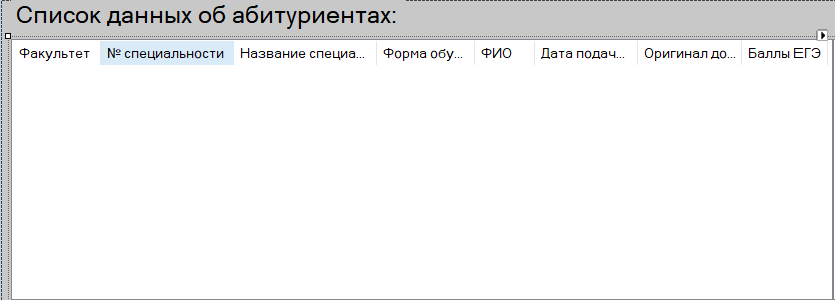 Список данных об абитуриентах:
Факультет № специальности Название специа... Форма обу... ФИО Дата подач... Оригинал до... Баллы ЕГЭ